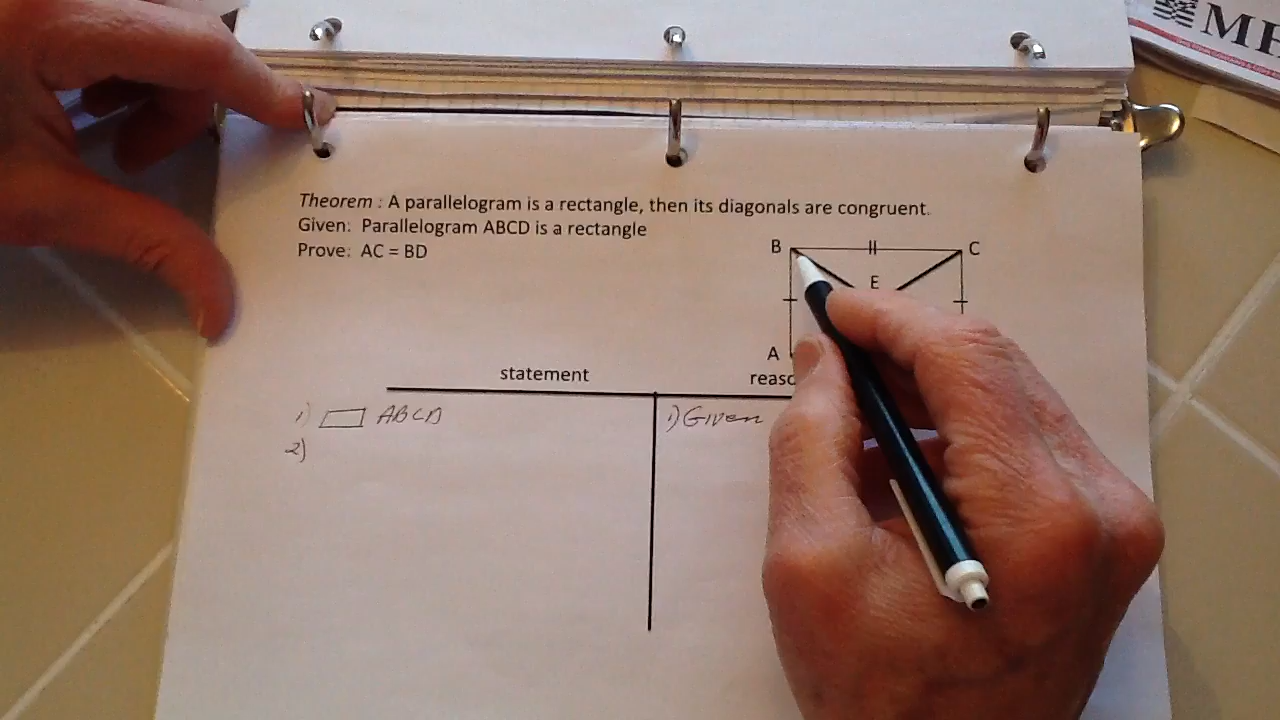 Theorem : A parallelogram is a rectangle, then its diagonals are congruent.
Given: Parallelogram ABCD is a rectangle
Prove: AC = BD
B C
E
A
statement
1) ABCD 1) Given
2)